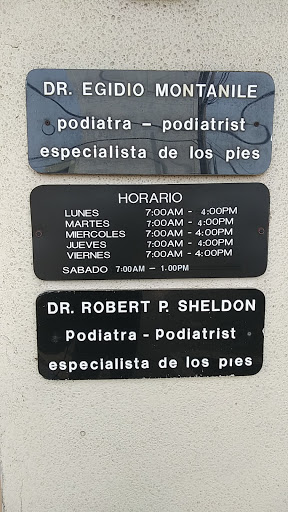 DR. EGIDIO MONTANILE
podiatra - podiatrist
especialista de los pies
HORARIO
LUNES 7:00AM - 4:00PM
MARTES 7:00AM - 4:00PM
MIERCOLES 7:00AM - 4:00PM
JUEVES 7:00AM - 4:00PM
VIERNES 7:00AM - 4:00PM
SABADO 7:00AM - 1.00PM
DR. ROBERT P. SHELDON
Podiatra - Podiatrist
especialista de los pies